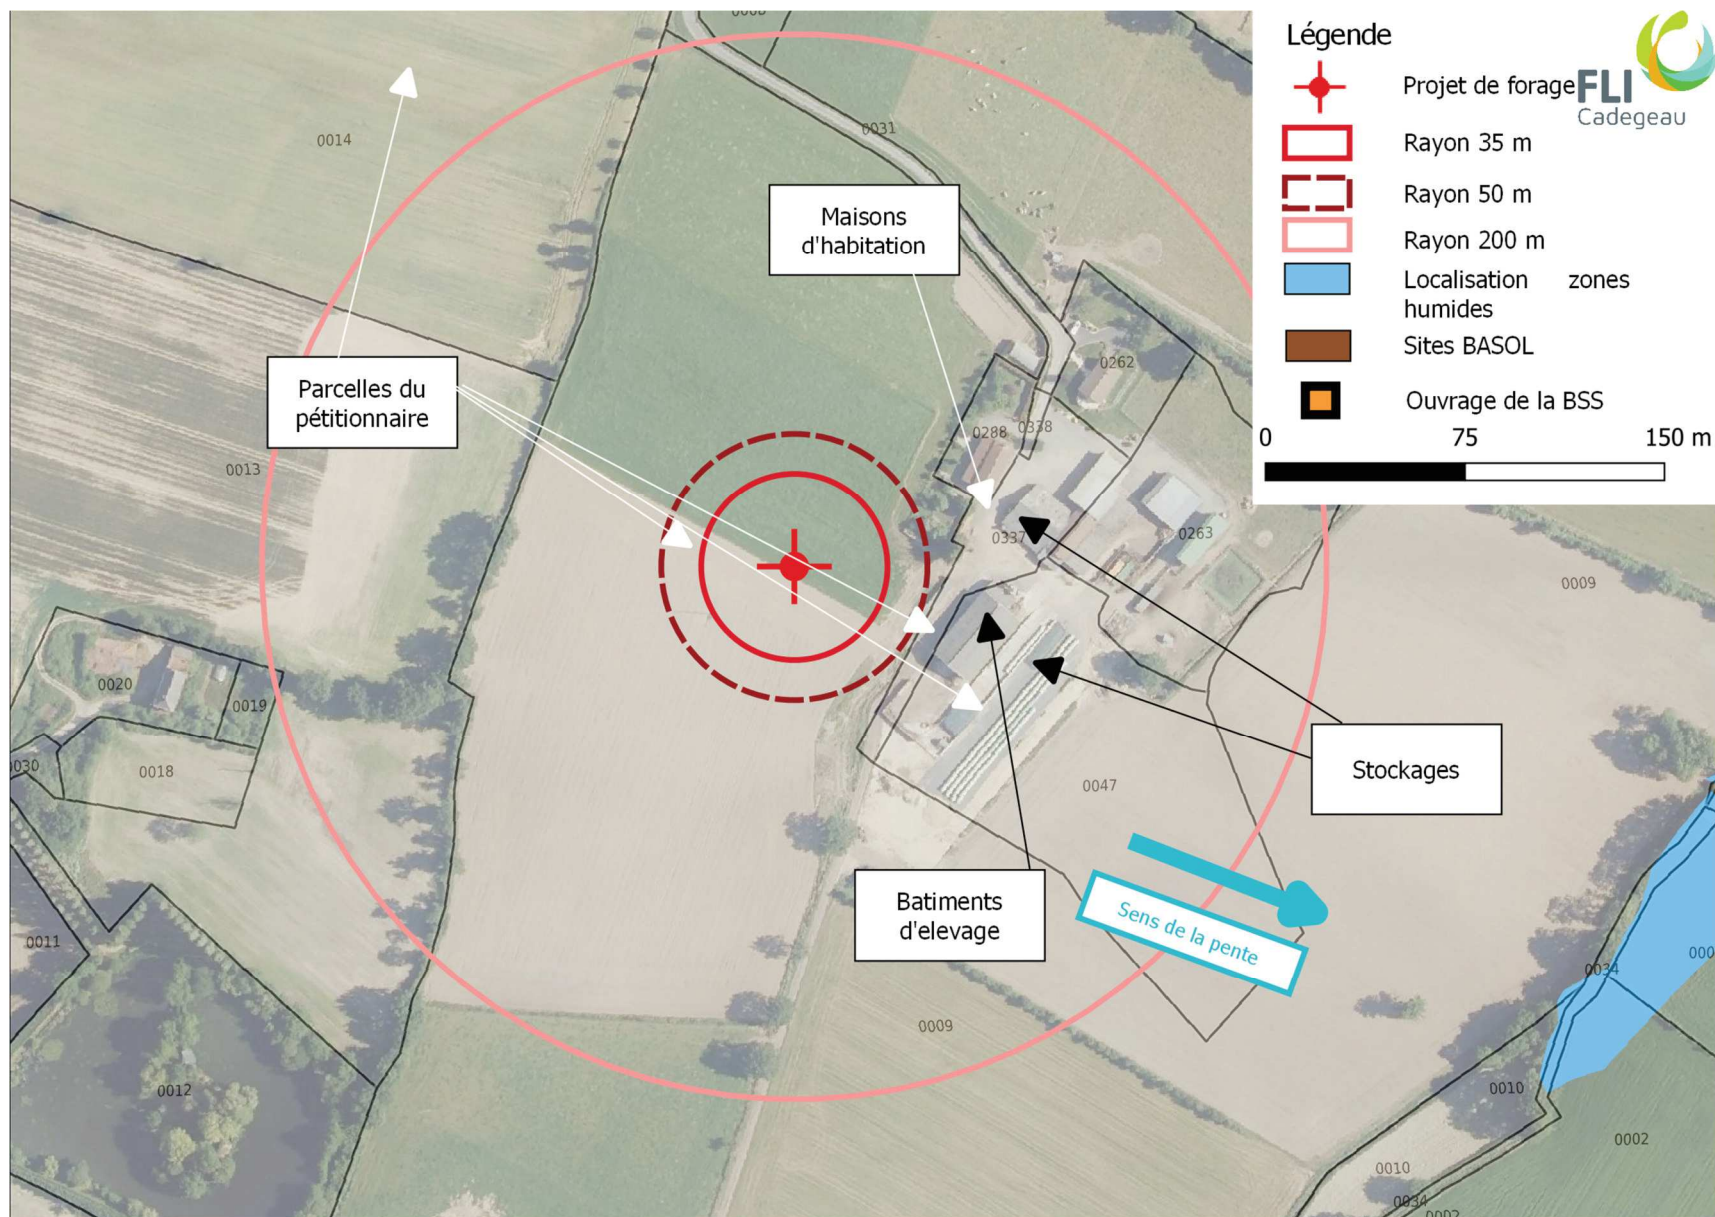 Légende
Projet de forage
FLI
Cadegeau
Rayon 35 m
Rayon 50 m
Rayon 200 m
Localisation zones
humides
Sites BASOL
Ouvrage de la BSS
0 75 150 m
0014
0031
Maisons
d'habitation
0262
Parcelles du
pétitionnaire
0288
0338
0013
0337
0263
0009
0020
0019
0030
0018
Stockages
0047
Batiments
d'elevage
Sens de la pente
0011
0034
0009
0012
0010
0002
0010
0034
0002